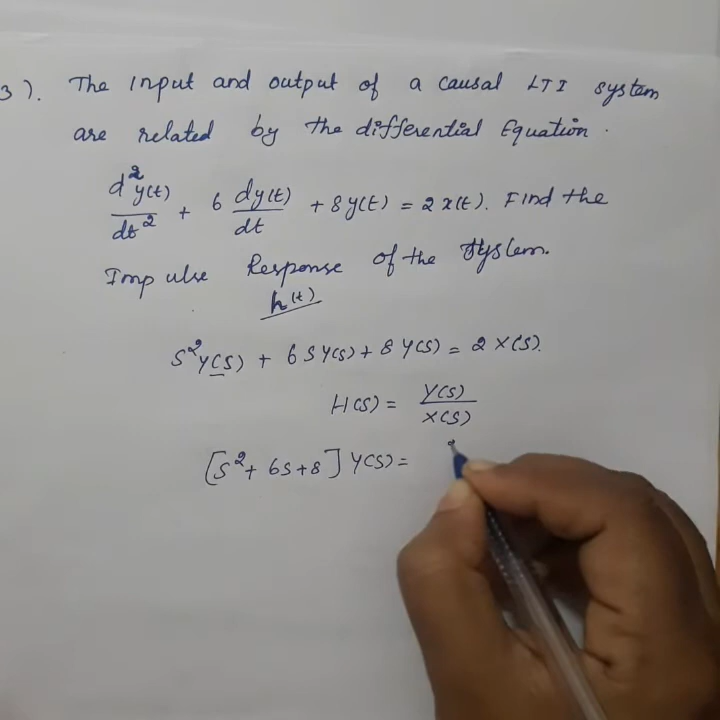 3). The Input and output of a causal LTI system
are related by the differential Equation.
d²y(t)/dt² + 6 dy(t)/dt + 8y(t) = 2x(t). Find the
Impulse Response of the System.
h(t)
S²Y(S) + 6SY(S) + 8Y(S) = 2X(S).
H(S) = Y(S)/X(S)
[S² + 6S+8] Y(S) =